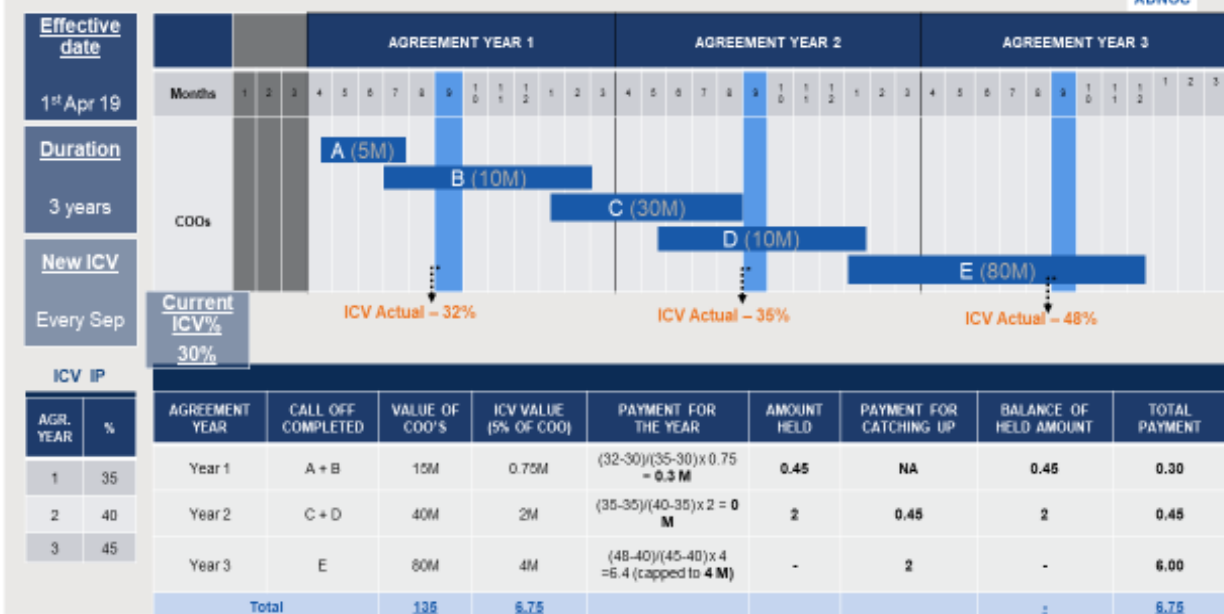 ADNOC
Effective
date
1st Apr 19
Duration
3 years
New ICV
Every Sep
AGREEMENT YEAR 1 AGREEMENT YEAR 2 AGREEMENT YEAR 3
Months 1 2 3 4 5 6 7 8 9 10 11 12 1 2 3 4 5 6 7 8 9 10 11 12 1 2 3 4 5 6 7 8 9 10 11 12 1 2 3
COOs
A (5M)
B (10M)
C (30M)
D (10M)
E (80M)
ICV Actual – 32% ICV Actual – 35% ICV Actual – 48%
Current
ICV%
30%
ICV IP
AGR. YEAR %
1 35
2 40
3 45
AGREEMENT YEAR CALL OFF COMPLETED VALUE OF COO'S ICV VALUE (5% OF COO) PAYMENT FOR THE YEAR AMOUNT HELD PAYMENT FOR CATCHING UP BALANCE OF HELD AMOUNT TOTAL PAYMENT
Year 1 A + B 15M 0.75M (32-30)/(35-30)x 0.75 = 0.3 M 0.45 NA 0.45 0.30
Year 2 C + D 40M 2M (35-35)/(40-35)x 2 = 0 M 2 0.45 2 0.45
Year 3 E 80M 4M (48-40)/(45-40)x 4 =6.4 (capped to 4 M) - 2 - 6.00
Total 135 6.75 - 6.75